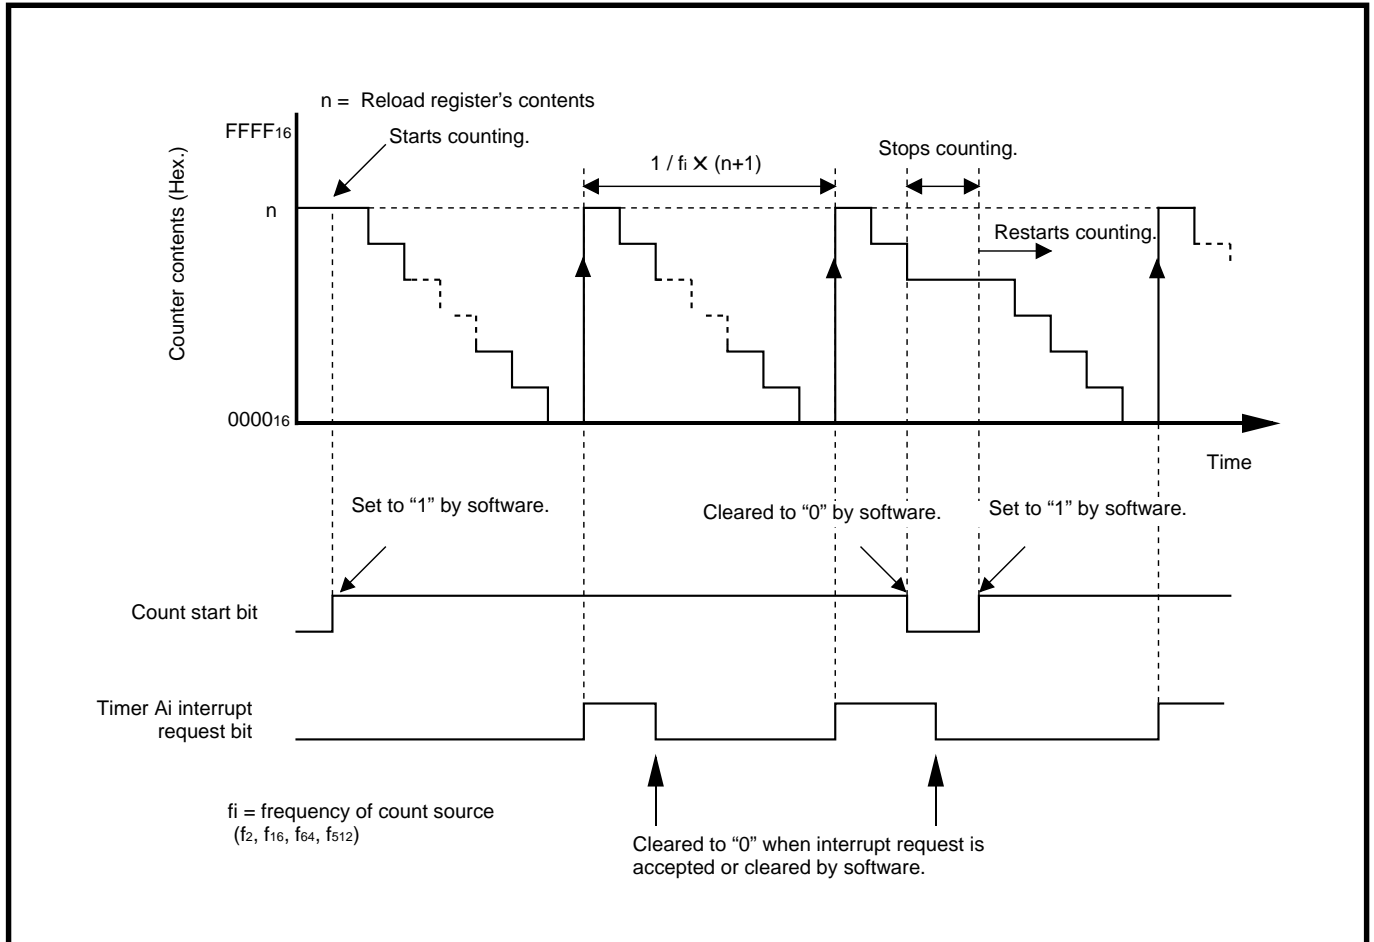 n = Reload register’s contents
FFFF16
Starts counting.
Counter contents (Hex.)
1 / fi X (n+1)
Stops counting.
n
Restarts counting.
000016
Time
Set to “1” by software.
Cleared to “0” by software.
Set to “1” by software.
Count start bit
Timer Ai interrupt
request bit
fi = frequency of count source
(f2, f16, f64, f512)
Cleared to “0” when interrupt request is
accepted or cleared by software.